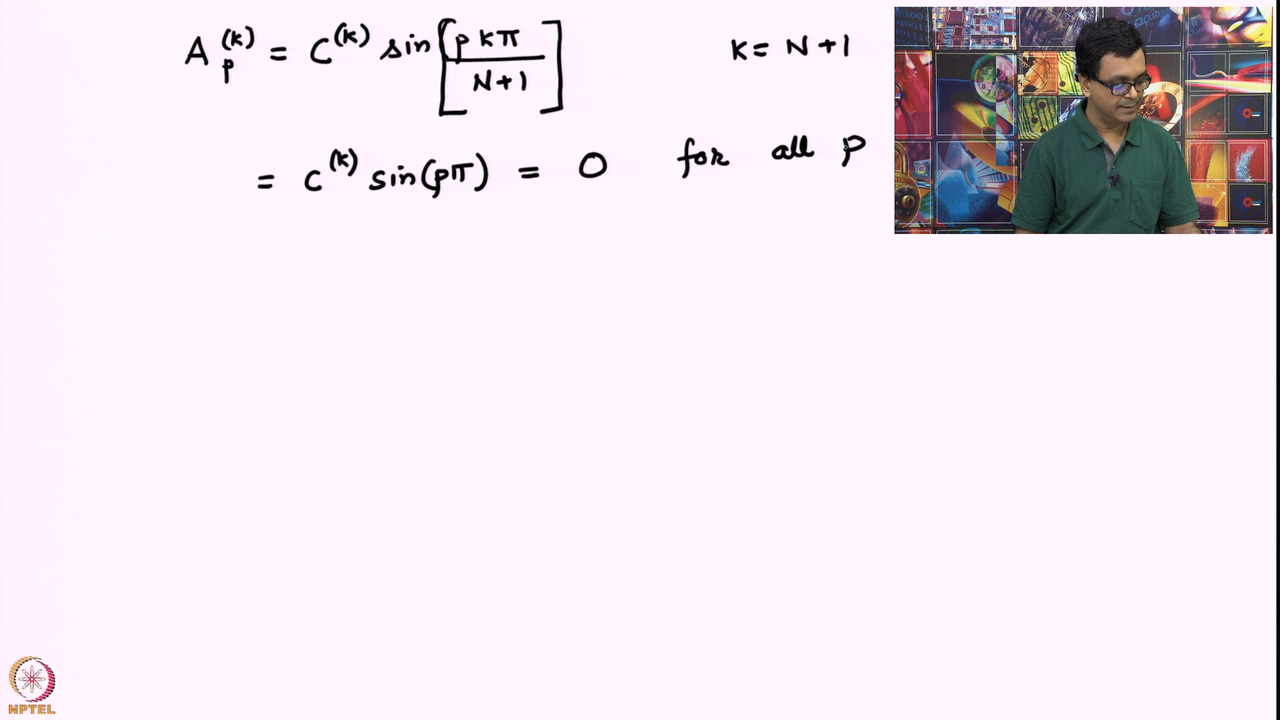 A_p^(k) = C^(k) sin[pkπ / N+1]    k = N+1
= C^(k) sin(pπ) = 0    for all p
NPTEL